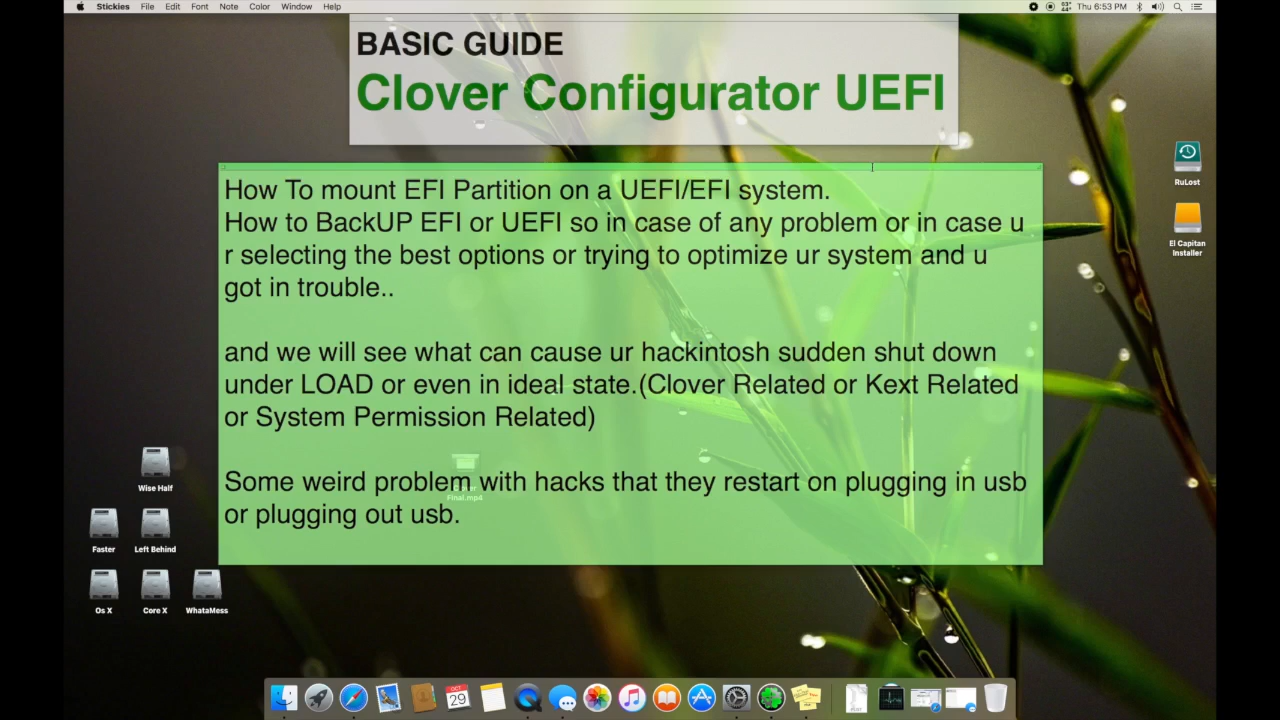 Stickies File Edit Font Note Color Window Help
Thu 6:53 PM
BASIC GUIDE
Clover Configurator UEFI
How To mount EFI Partition on a UEFI/EFI system.
How to BackUP EFI or UEFI so in case of any problem or in case u
r selecting the best options or trying to optimize ur system and u
got in trouble..
and we will see what can cause ur hackintosh sudden shut down
under LOAD or even in ideal state.(Clover Related or Kext Related
or System Permission Related)
Some weird problem with hacks that they restart on plugging in usb
or plugging out usb.
Final.mp4
RuLost
El Capitan
Installer
Wise Half
Faster Left Behind
Os X Core X WhataMess
OCT
29